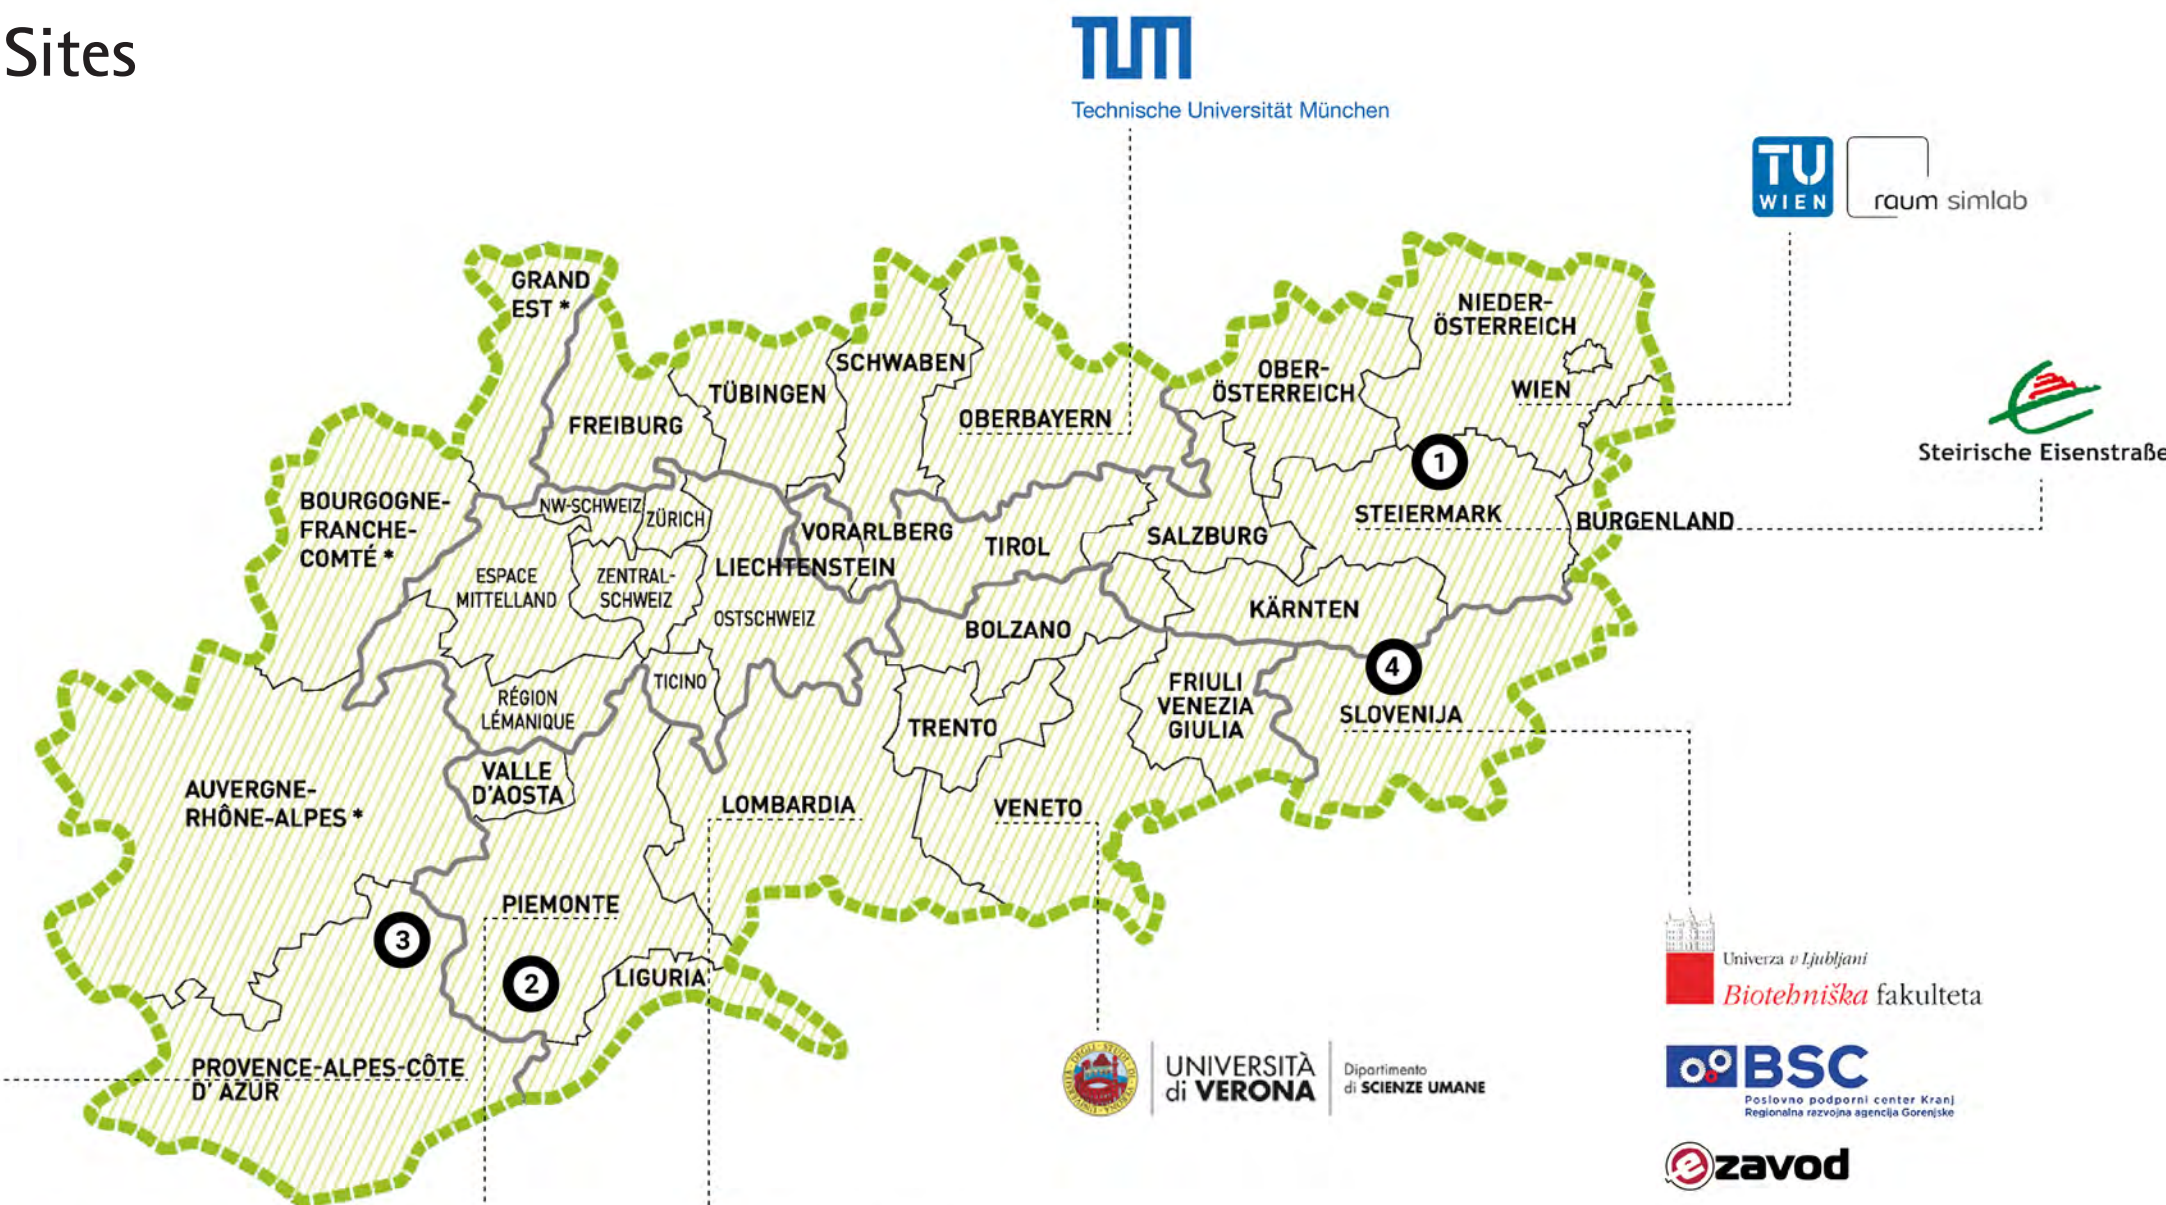 Sites
TUM
Technische Universität München
TU
WIEN
raum simlab
GRAND
EST *
NIEDER-
ÖSTERREICH
SCHWABEN
OBER-
ÖSTERREICH
WIEN
TÜBINGEN
FREIBURG
OBERBAYERN
Steirische Eisenstraße
1
BOURGOGNE-
FRANCHE-
COMTÉ *
NW-SCHWEIZ
ZÜRICH
VORARLBERG
TIROL
SALZBURG
STEIERMARK
BURGENLAND
LIECHTENSTEIN
ESPACE
MITTELLAND
ZENTRAL-
SCHWEIZ
OSTSCHWEIZ
BOLZANO
KÄRNTEN
4
TICINO
RÉGION
LÉMANIQUE
TRENTO
FRIULI
VENEZIA
GIULIA
SLOVENIJA
VALLE
D'AOSTA
AUVERGNE-
RHÔNE-ALPES *
LOMBARDIA
VENETO
PIEMONTE
3
2
LIGURIA
PROVENCE-ALPES-CÔTE
D' AZUR
UNIVERSITÀ
di VERONA
Dipartimento
di SCIENZE UMANE
Univerza v Ljubljani
Biotehniška fakulteta
BSC
Poslovno podporni center Kranj
Regionalna razvojna agencija Gorenjske
e zavod